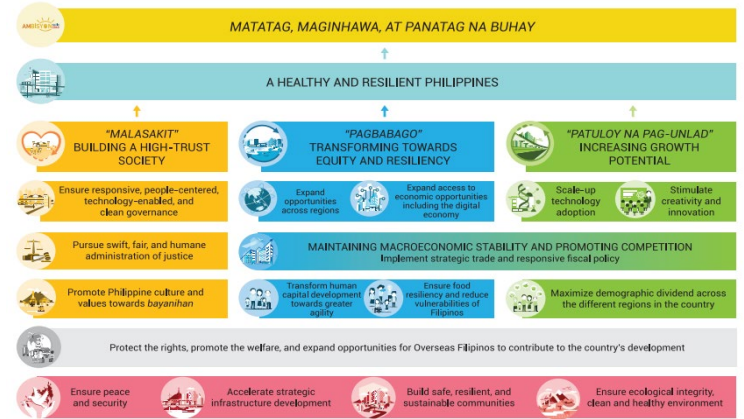 AMBISYON
MATATAG, MAGINHAWA, AT PANATAG NA BUHAY
A HEALTHY AND RESILIENT PHILIPPINES
“MALASAKIT”
BUILDING A HIGH-TRUST
SOCIETY
“PAGBABAGO”
TRANSFORMING TOWARDS
EQUITY AND RESILIENCY
“PATULOY NA PAG-UNLAD”
INCREASING GROWTH
POTENTIAL
Ensure responsive, people-centered,
technology-enabled, and
clean governance
Expand
opportunities
across regions
Expand access to
economic opportunities
including the digital
economy
Scale-up
technology
adoption
Stimulate
creativity and
innovation
Pursue swift, fair, and humane
administration of justice
MAINTAINING MACROECONOMIC STABILITY AND PROMOTING COMPETITION
Implement strategic trade and responsive fiscal policy
Promote Philippine culture and
values towards bayanihan
Transform human
capital development
towards greater
agility
Ensure food
resiliency and reduce
vulnerabilities of
Filipinos
Maximize demographic dividend across
the different regions in the country
Protect the rights, promote the welfare, and expand opportunities for Overseas Filipinos to contribute to the country’s development
Ensure peace
and security
Accelerate strategic
infrastructure development
Build safe, resilient, and
sustainable communities
Ensure ecological integrity,
clean and healthy environment